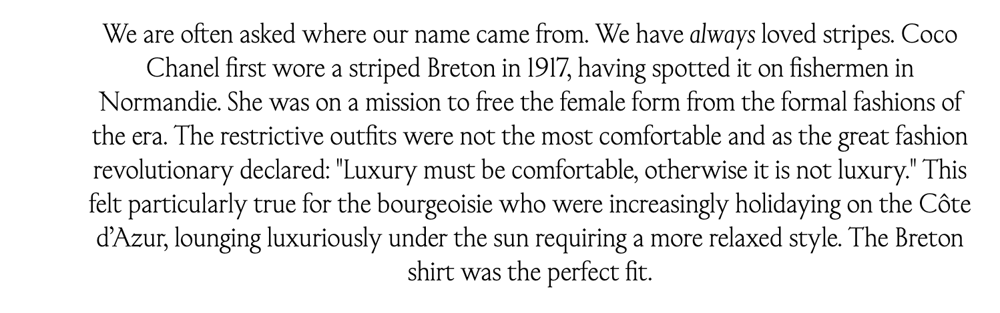 We are often asked where our name came from. We have always loved stripes. Coco
Chanel first wore a striped Breton in 1917, having spotted it on fishermen in
Normandie. She was on a mission to free the female form from the formal fashions of
the era. The restrictive outfits were not the most comfortable and as the great fashion
revolutionary declared: "Luxury must be comfortable, otherwise it is not luxury." This
felt particularly true for the bourgeoisie who were increasingly holidaying on the Côte
d’Azur, lounging luxuriously under the sun requiring a more relaxed style. The Breton
shirt was the perfect fit.